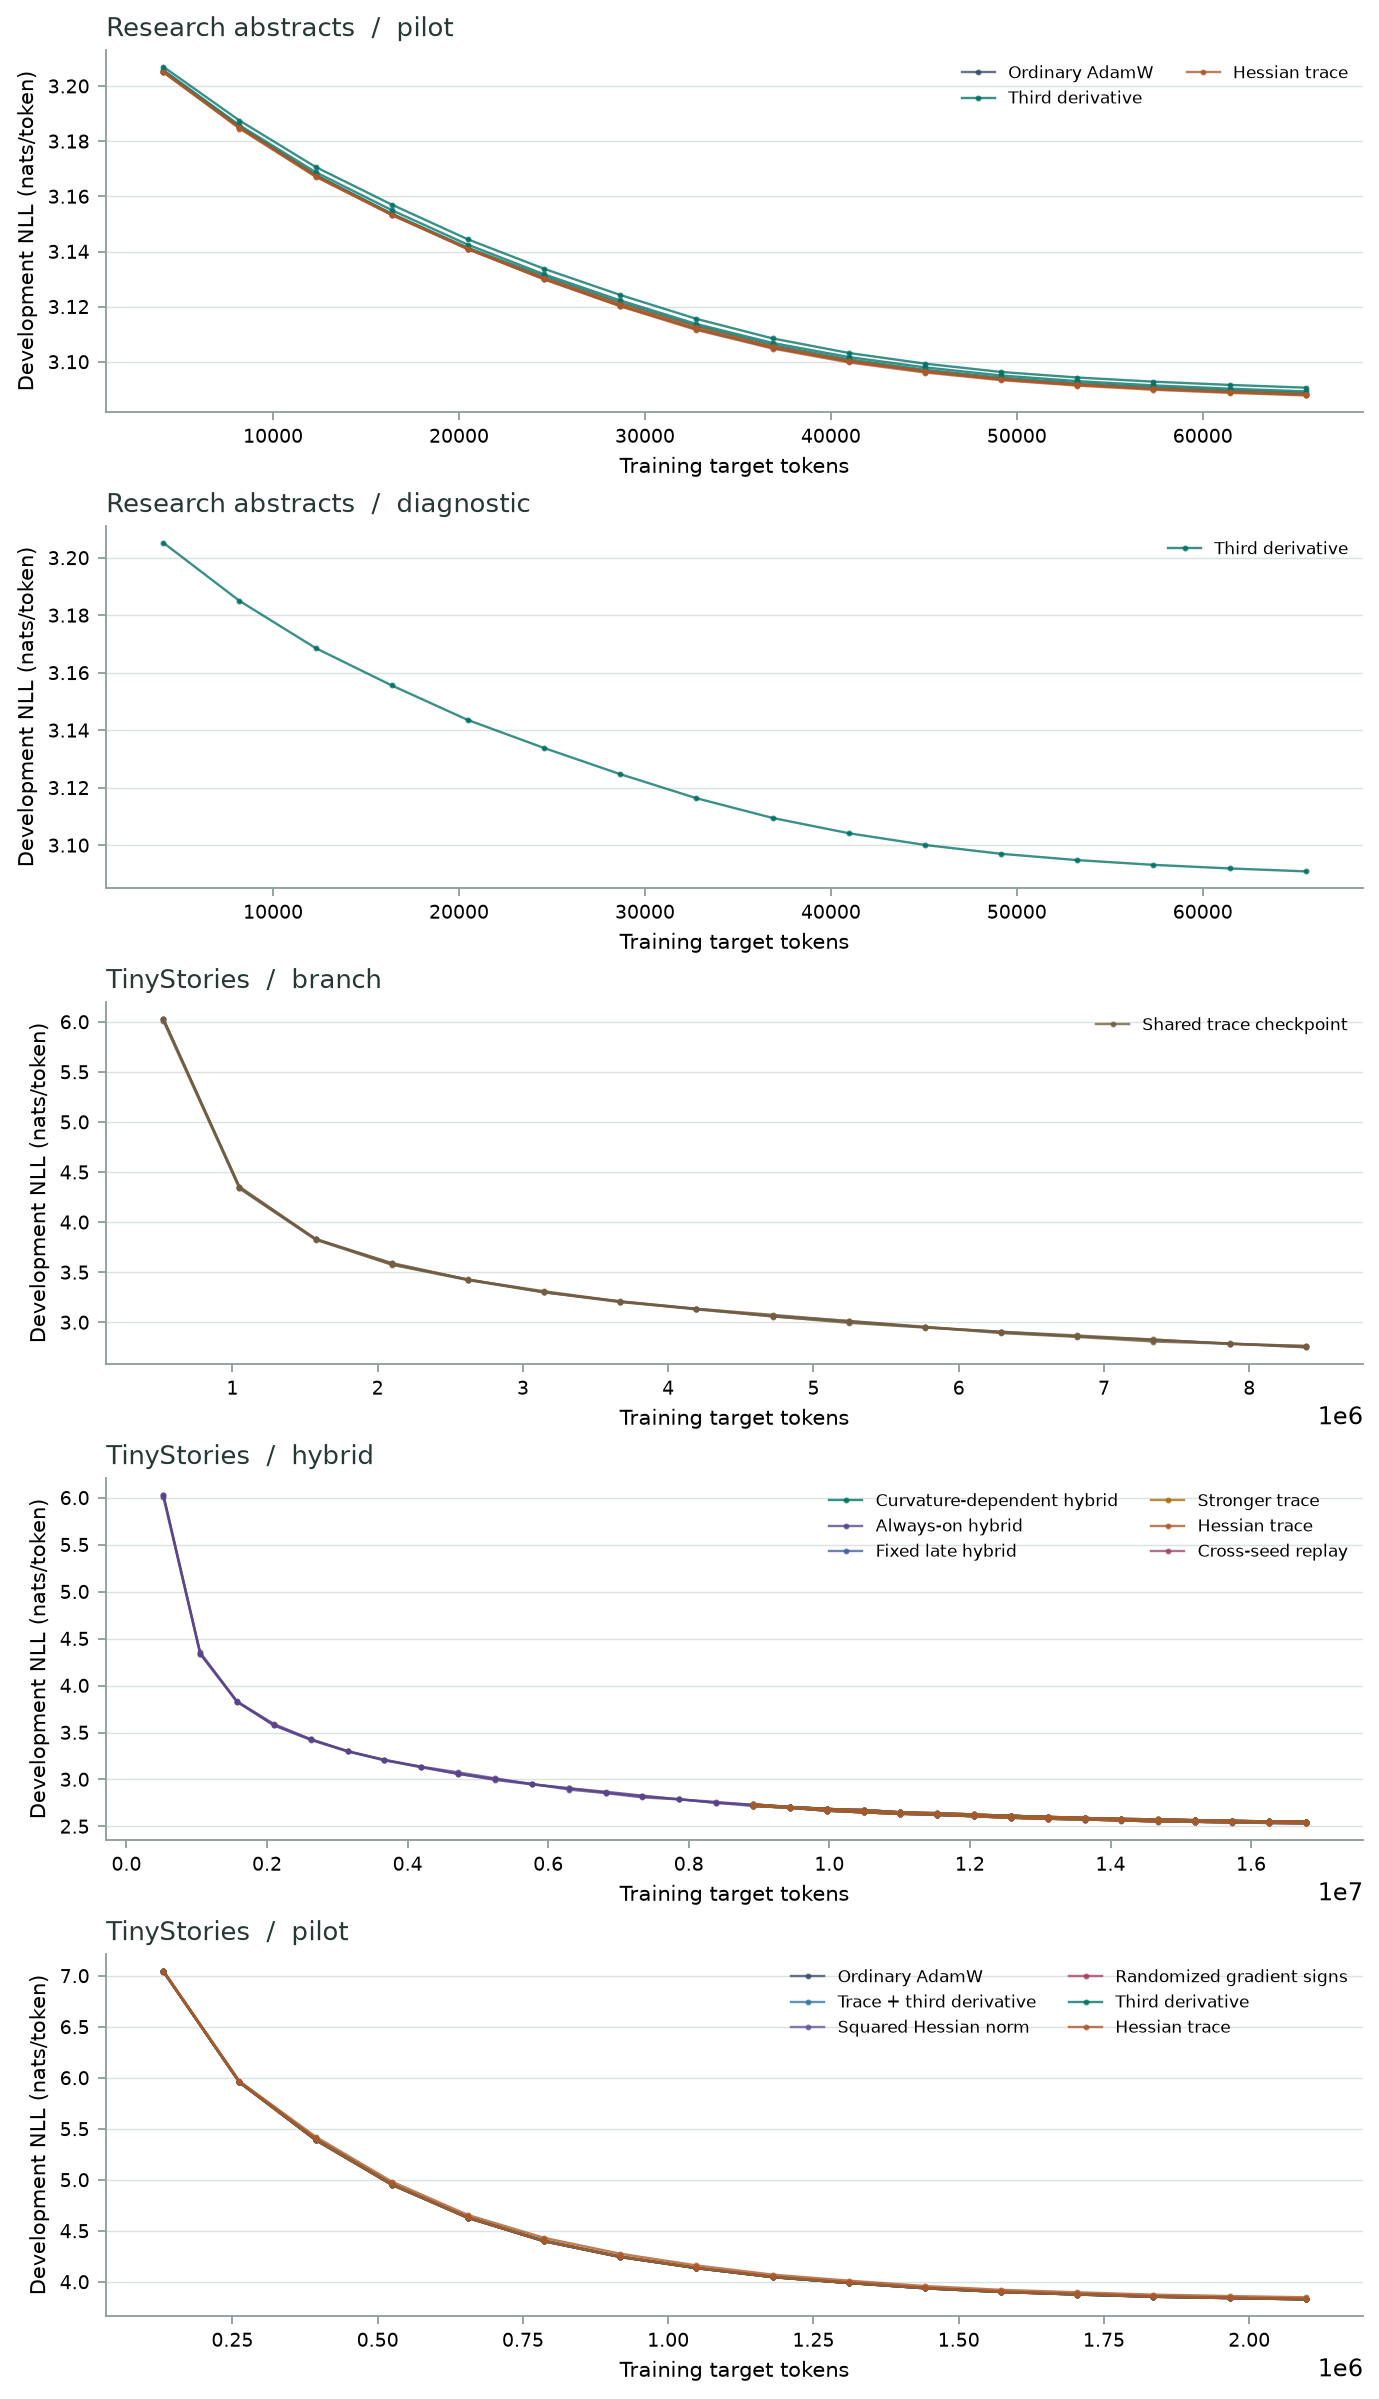 Research abstracts / pilot
Ordinary AdamW
Hessian trace
Third derivative
Development NLL (nats/token)
3.20
3.18
3.16
3.14
3.12
3.10
10000 20000 30000 40000 50000 60000
Training target tokens
Research abstracts / diagnostic
Third derivative
Development NLL (nats/token)
3.20
3.18
3.16
3.14
3.12
3.10
10000 20000 30000 40000 50000 60000
Training target tokens
TinyStories / branch
Shared trace checkpoint
Development NLL (nats/token)
6.0
5.5
5.0
4.5
4.0
3.5
3.0
1 2 3 4 5 6 7 8
1e6
Training target tokens
TinyStories / hybrid
Curvature-dependent hybrid
Always-on hybrid
Fixed late hybrid
Stronger trace
Hessian trace
Cross-seed replay
Development NLL (nats/token)
6.0
5.5
5.0
4.5
4.0
3.5
3.0
2.5
0.0 0.2 0.4 0.6 0.8 1.0 1.2 1.4 1.6
1e7
Training target tokens
TinyStories / pilot
Ordinary AdamW
Trace + third derivative
Squared Hessian norm
Randomized gradient signs
Third derivative
Hessian trace
Development NLL (nats/token)
7.0
6.5
6.0
5.5
5.0
4.5
4.0
0.25 0.50 0.75 1.00 1.25 1.50 1.75 2.00
1e6
Training target tokens